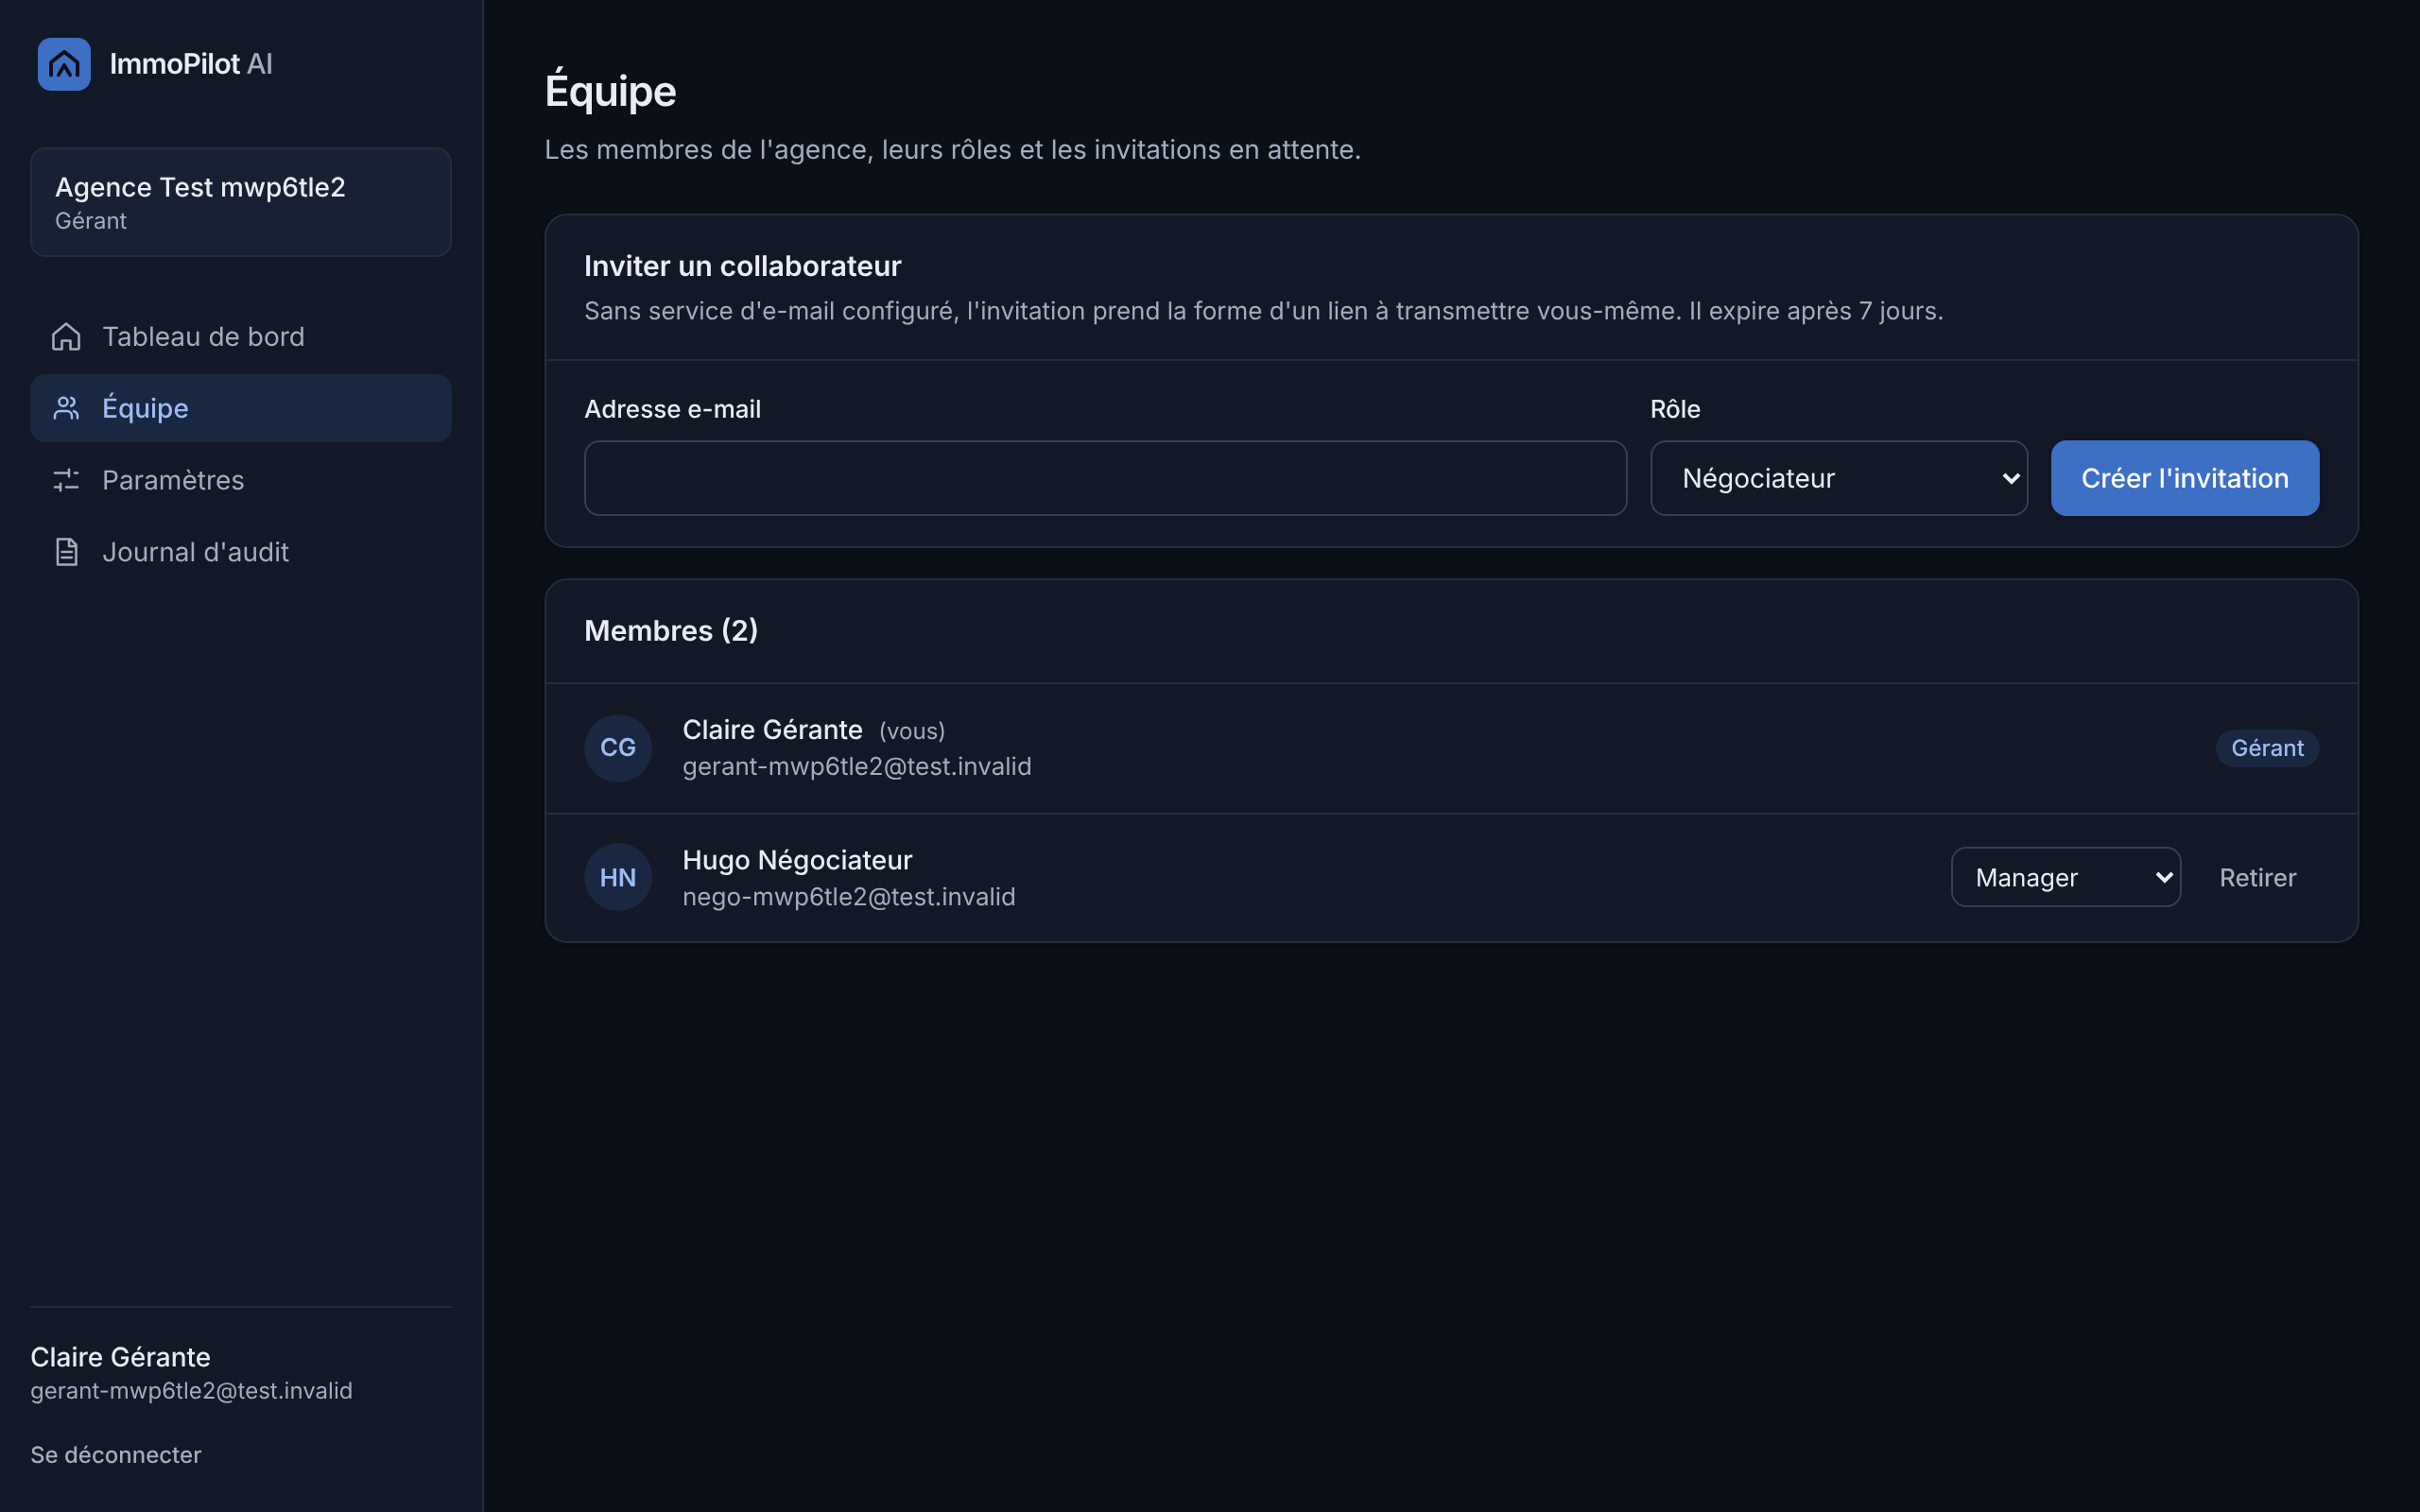 ImmoPilot AI
Agence Test mwp6tle2
Gérant
Tableau de bord
Équipe
Paramètres
Journal d'audit
Claire Gérante
gerant-mwp6tle2@test.invalid
Se déconnecter
Équipe
Les membres de l'agence, leurs rôles et les invitations en attente.
Inviter un collaborateur
Sans service d'e-mail configuré, l'invitation prend la forme d'un lien à transmettre vous-même. Il expire après 7 jours.
Adresse e-mail
Rôle
Négociateur
Créer l'invitation
Membres (2)
CG
Claire Gérante (vous)
gerant-mwp6tle2@test.invalid
Gérant
HN
Hugo Négociateur
nego-mwp6tle2@test.invalid
Manager
Retirer